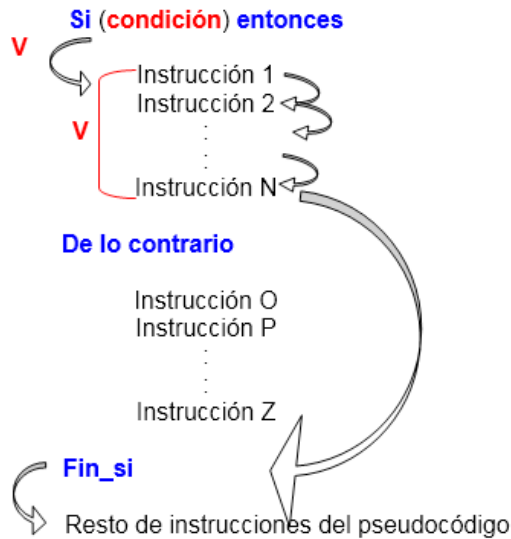 Si (condición) entonces
V
Instrucción 1
Instrucción 2
V
:
:
Instrucción N
De lo contrario
Instrucción O
Instrucción P
:
:
Instrucción Z
Fin_si
Resto de instrucciones del pseudocódigo